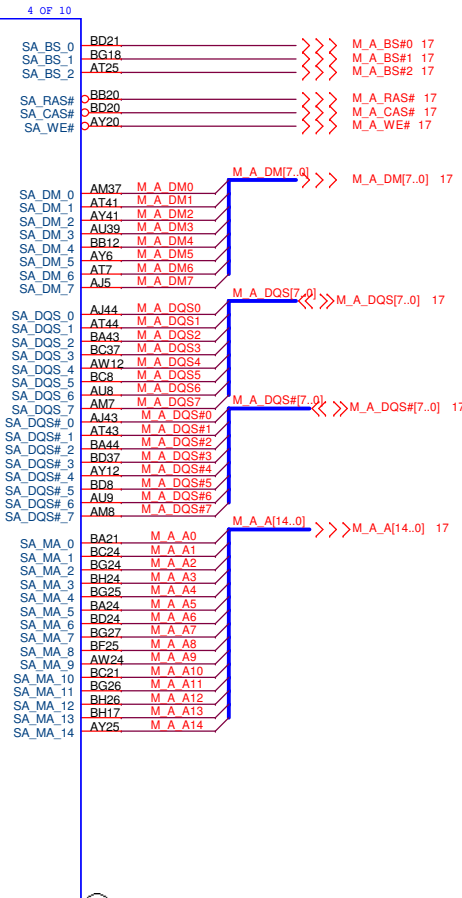 4 OF 10
SA_BS_0 BD21 M_A_BS#0 17
SA_BS_1 BG18 M_A_BS#1 17
SA_BS_2 AT25 M_A_BS#2 17
SA_RAS# BB20 M_A_RAS# 17
SA_CAS# BD20 M_A_CAS# 17
SA_WE# AY20 M_A_WE# 17
M_A_DM[7..0] M_A_DM[7..0] 17
SA_DM_0 AM37 M_A_DM0
SA_DM_1 AT41 M_A_DM1
SA_DM_2 AY41 M_A_DM2
SA_DM_3 AU39 M_A_DM3
SA_DM_4 BB12 M_A_DM4
SA_DM_5 AY6 M_A_DM5
SA_DM_6 AT7 M_A_DM6
SA_DM_7 AJ5 M_A_DM7
M_A_DQS[7..0] M_A_DQS[7..0] 17
SA_DQS_0 AJ44 M_A_DQS0
SA_DQS_1 AT44 M_A_DQS1
SA_DQS_2 BA43 M_A_DQS2
SA_DQS_3 BC37 M_A_DQS3
SA_DQS_4 AW12 M_A_DQS4
SA_DQS_5 BC8 M_A_DQS5
SA_DQS_6 AU8 M_A_DQS6
SA_DQS_7 AM7 M_A_DQS7
M_A_DQS#[7..0] M_A_DQS#[7..0] 17
SA_DQS#_0 AJ43 M_A_DQS#0
SA_DQS#_1 AT43 M_A_DQS#1
SA_DQS#_2 BA44 M_A_DQS#2
SA_DQS#_3 BD37 M_A_DQS#3
SA_DQS#_4 AY12 M_A_DQS#4
SA_DQS#_5 BD8 M_A_DQS#5
SA_DQS#_6 AU9 M_A_DQS#6
SA_DQS#_7 AM8 M_A_DQS#7
M_A_A[14..0] M_A_A[14..0] 17
SA_MA_0 BA21 M_A_A0
SA_MA_1 BC24 M_A_A1
SA_MA_2 BG24 M_A_A2
SA_MA_3 BH24 M_A_A3
SA_MA_4 BG25 M_A_A4
SA_MA_5 BA24 M_A_A5
SA_MA_6 BD24 M_A_A6
SA_MA_7 BG27 M_A_A7
SA_MA_8 BF25 M_A_A8
SA_MA_9 AW24 M_A_A9
SA_MA_10 BC21 M_A_A10
SA_MA_11 BG26 M_A_A11
SA_MA_12 BH26 M_A_A12
SA_MA_13 BH17 M_A_A13
SA_MA_14 AY25 M_A_A14